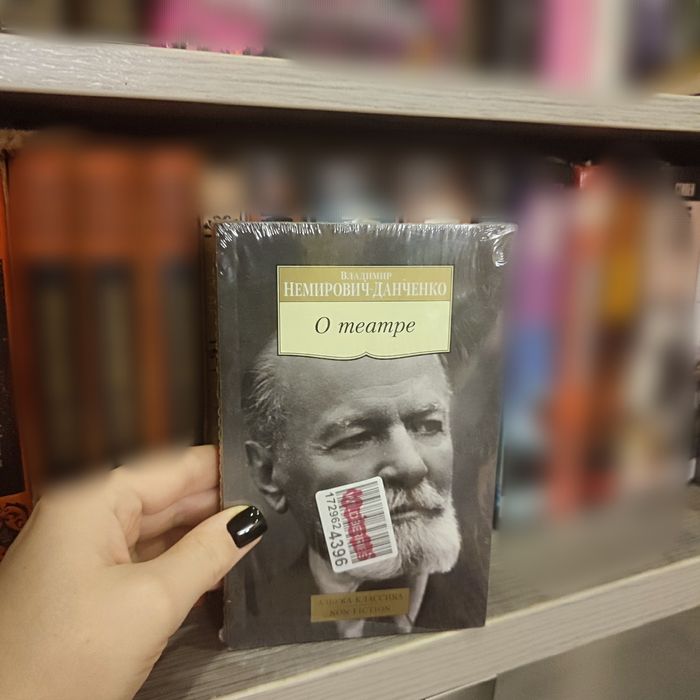 ВЛАДИМИР
НЕМИРОВИЧ-ДАНЧЕНКО
О театре
1729624396
АЗБУКА-КЛАССИКА
NON-FICTION